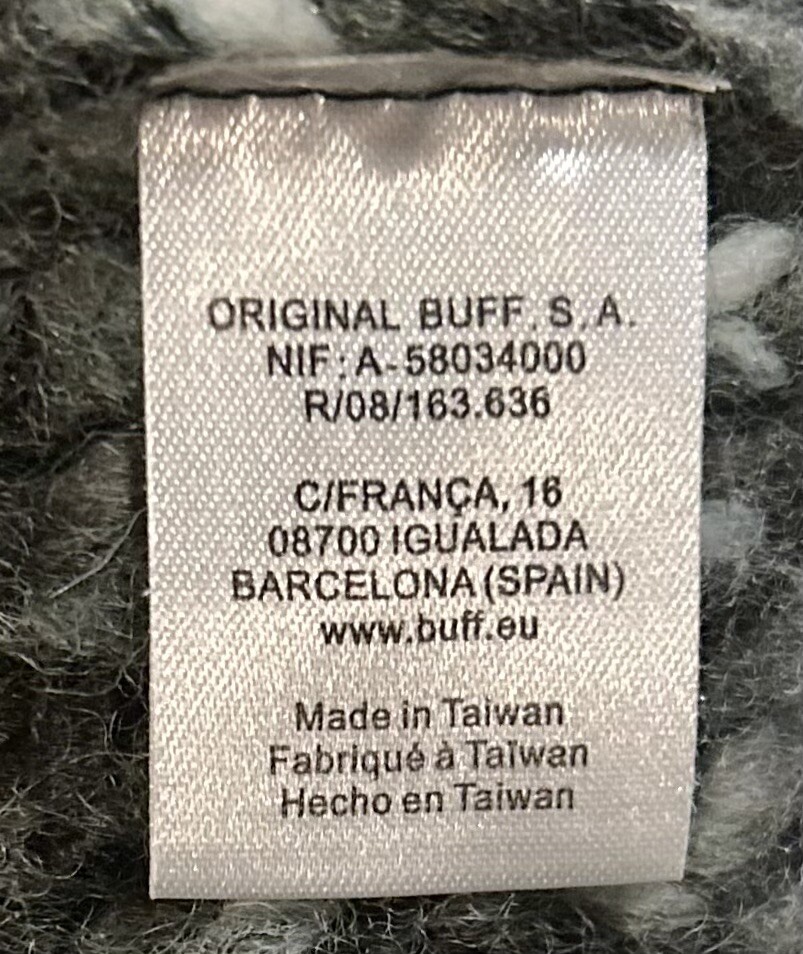 ORIGINAL BUFF, S.A.
NIF: A-58034000
R/08/163.636
C/FRANÇA, 16
08700 IGUALADA
BARCELONA (SPAIN)
www.buff.eu
Made in Taiwan
Fabriqué à Taïwan
Hecho en Taiwan